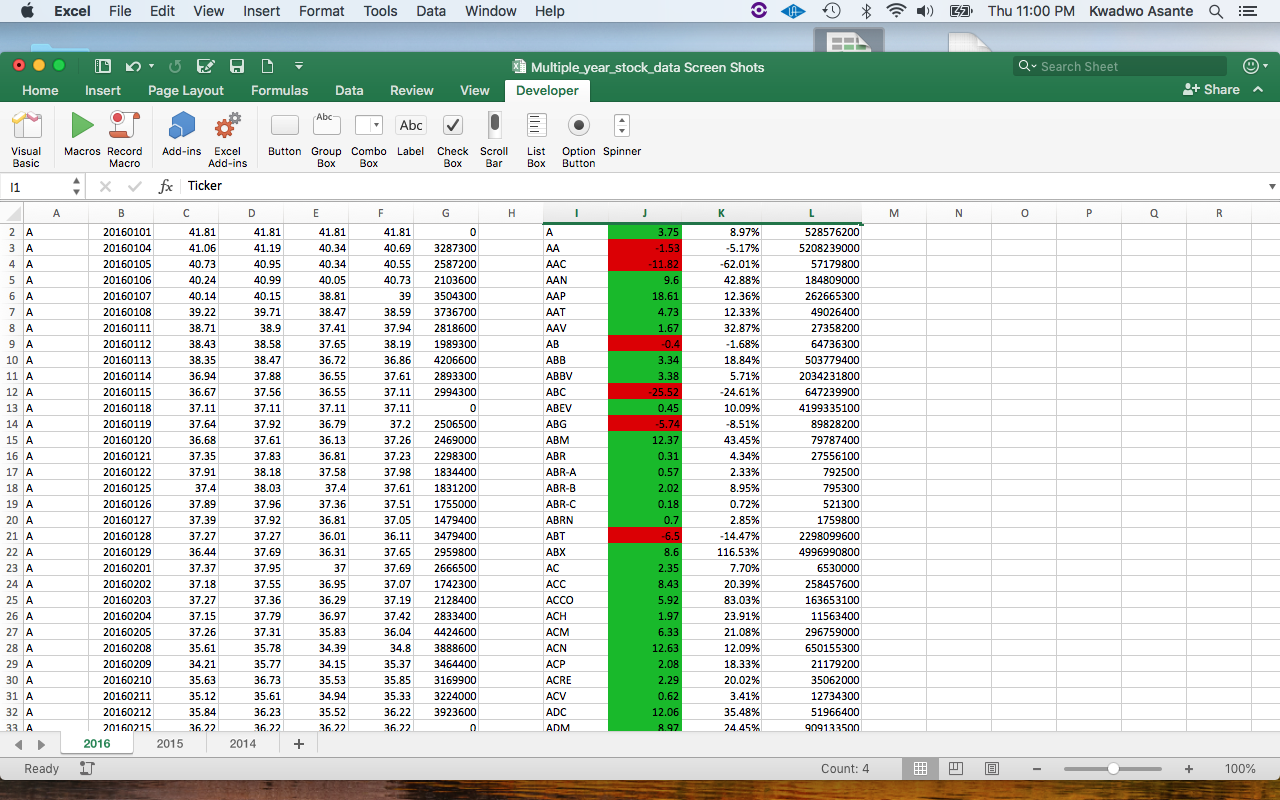 Excel File Edit View Insert Format Tools Data Window Help Thu 11:00 PM Kwadwo Asante
Multiple_year_stock_data Screen Shots Search Sheet
Home Insert Page Layout Formulas Data Review View Developer Share
Visual Basic Macros Record Macro Add-ins Excel Add-ins Button Abc Group Box Combo Box Abc Label Check Box Scroll Bar List Box Option Button Spinner
I1 fx Ticker
A B C D E F G H I J K L M N O P Q R
2 A 20160101 41.81 41.81 41.81 41.81 0 A 3.75 8.97% 528576200
3 A 20160104 41.06 41.19 40.34 40.69 3287300 AA -1.53 -5.17% 5208239000
4 A 20160105 40.73 40.95 40.34 40.55 2587200 AAC -11.82 -62.01% 57179800
5 A 20160106 40.24 40.99 40.05 40.73 2103600 AAN 9.6 42.88% 184809000
6 A 20160107 40.14 40.15 38.81 39 3504300 AAP 18.61 12.36% 262665300
7 A 20160108 39.22 39.71 38.47 38.59 3736700 AAT 4.73 12.33% 49026400
8 A 20160111 38.71 38.9 37.41 37.94 2818600 AAV 1.67 32.87% 27358200
9 A 20160112 38.43 38.58 37.65 38.19 1989300 AB -0.4 -1.68% 64736300
10 A 20160113 38.35 38.47 36.72 36.86 4206600 ABB 3.34 18.84% 503779400
11 A 20160114 36.94 37.88 36.55 37.61 2893300 ABBV 3.38 5.71% 2034231800
12 A 20160115 36.67 37.56 36.55 37.11 2994300 ABC -25.52 -24.61% 647239900
13 A 20160118 37.11 37.11 37.11 37.11 0 ABEV 0.45 10.09% 4199335100
14 A 20160119 37.64 37.92 36.79 37.2 2506500 ABG -5.74 -8.51% 89828200
15 A 20160120 36.68 37.61 36.13 37.26 2469000 ABM 12.37 43.45% 79787400
16 A 20160121 37.35 37.83 36.81 37.23 2298300 ABR 0.31 4.34% 27556100
17 A 20160122 37.91 38.18 37.58 37.98 1834400 ABR-A 0.57 2.33% 792500
18 A 20160125 37.4 38.03 37.4 37.61 1831200 ABR-B 2.02 8.95% 795300
19 A 20160126 37.89 37.96 37.36 37.51 1755000 ABR-C 0.18 0.72% 521300
20 A 20160127 37.39 37.92 36.81 37.05 1479400 ABRN 0.7 2.85% 1759800
21 A 20160128 37.27 37.27 36.01 36.11 3479400 ABT -6.5 -14.47% 2298099600
22 A 20160129 36.44 37.69 36.31 37.65 2959800 ABX 8.6 116.53% 4996990800
23 A 20160201 37.37 37.95 37 37.69 2666500 AC 2.35 7.70% 6530000
24 A 20160202 37.18 37.55 36.95 37.07 1742300 ACC 8.43 20.39% 258457600
25 A 20160203 37.27 37.36 36.29 37.19 2128400 ACCO 5.92 83.03% 163653100
26 A 20160204 37.15 37.79 36.97 37.42 2833400 ACH 1.97 23.91% 11563400
27 A 20160205 37.26 37.31 35.83 36.04 4424600 ACM 6.33 21.08% 296759000
28 A 20160208 35.61 35.78 34.39 34.8 3888600 ACN 12.63 12.09% 650155300
29 A 20160209 34.21 35.77 34.15 35.37 3464400 ACP 2.08 18.33% 21179200
30 A 20160210 35.63 36.73 35.53 35.85 3169900 ACRE 2.29 20.02% 35062000
31 A 20160211 35.12 35.61 34.94 35.33 3224000 ACV 0.62 3.41% 12734300
32 A 20160212 35.84 36.23 35.52 36.22 3923600 ADC 12.06 35.48% 51966400
33 A 20160215 36.22 36.22 36.22 36.22 0 ADM 8.97 24.45% 909133500
2016 2015 2014 +
Ready Count: 4 − + 100%